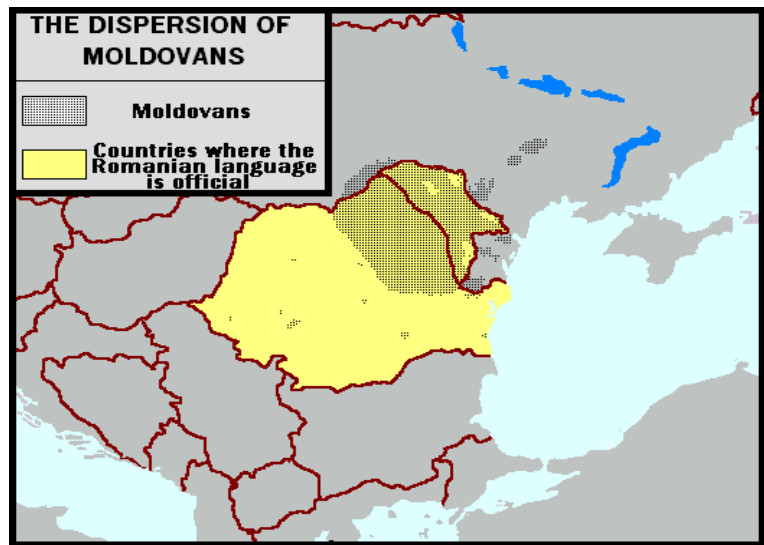 THE DISPERSION OF
MOLDOVANS
Moldovans
Countries where the
Romanian language
is official